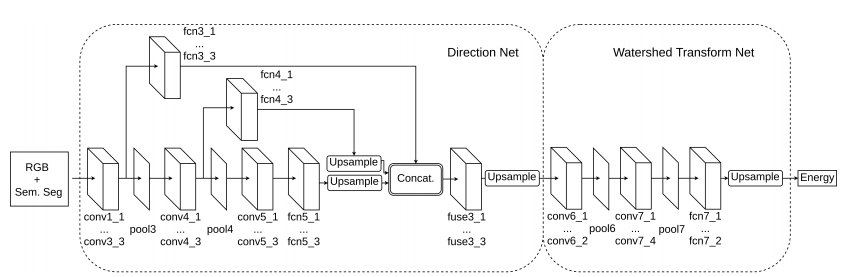 fcn3_1
...
fcn3_3
Direction Net
Watershed Transform Net
fcn4_1
...
fcn4_3
RGB
+
Sem. Seg
Upsample
Upsample
Concat.
Upsample
Upsample
Energy
conv1_1
...
conv3_3
pool3
conv4_1
...
conv4_3
pool4
conv5_1
...
conv5_3
fcn5_1
...
fcn5_3
fuse3_1
...
fuse3_3
conv6_1
...
conv6_2
pool6
conv7_1
...
conv7_4
pool7
fcn7_1
...
fcn7_2